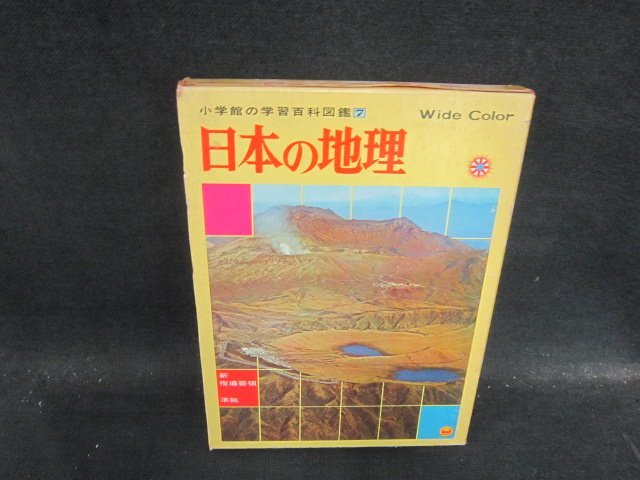 小学館の学習百科図鑑7
Wide Color
日本の地理
新
指導要領
準拠